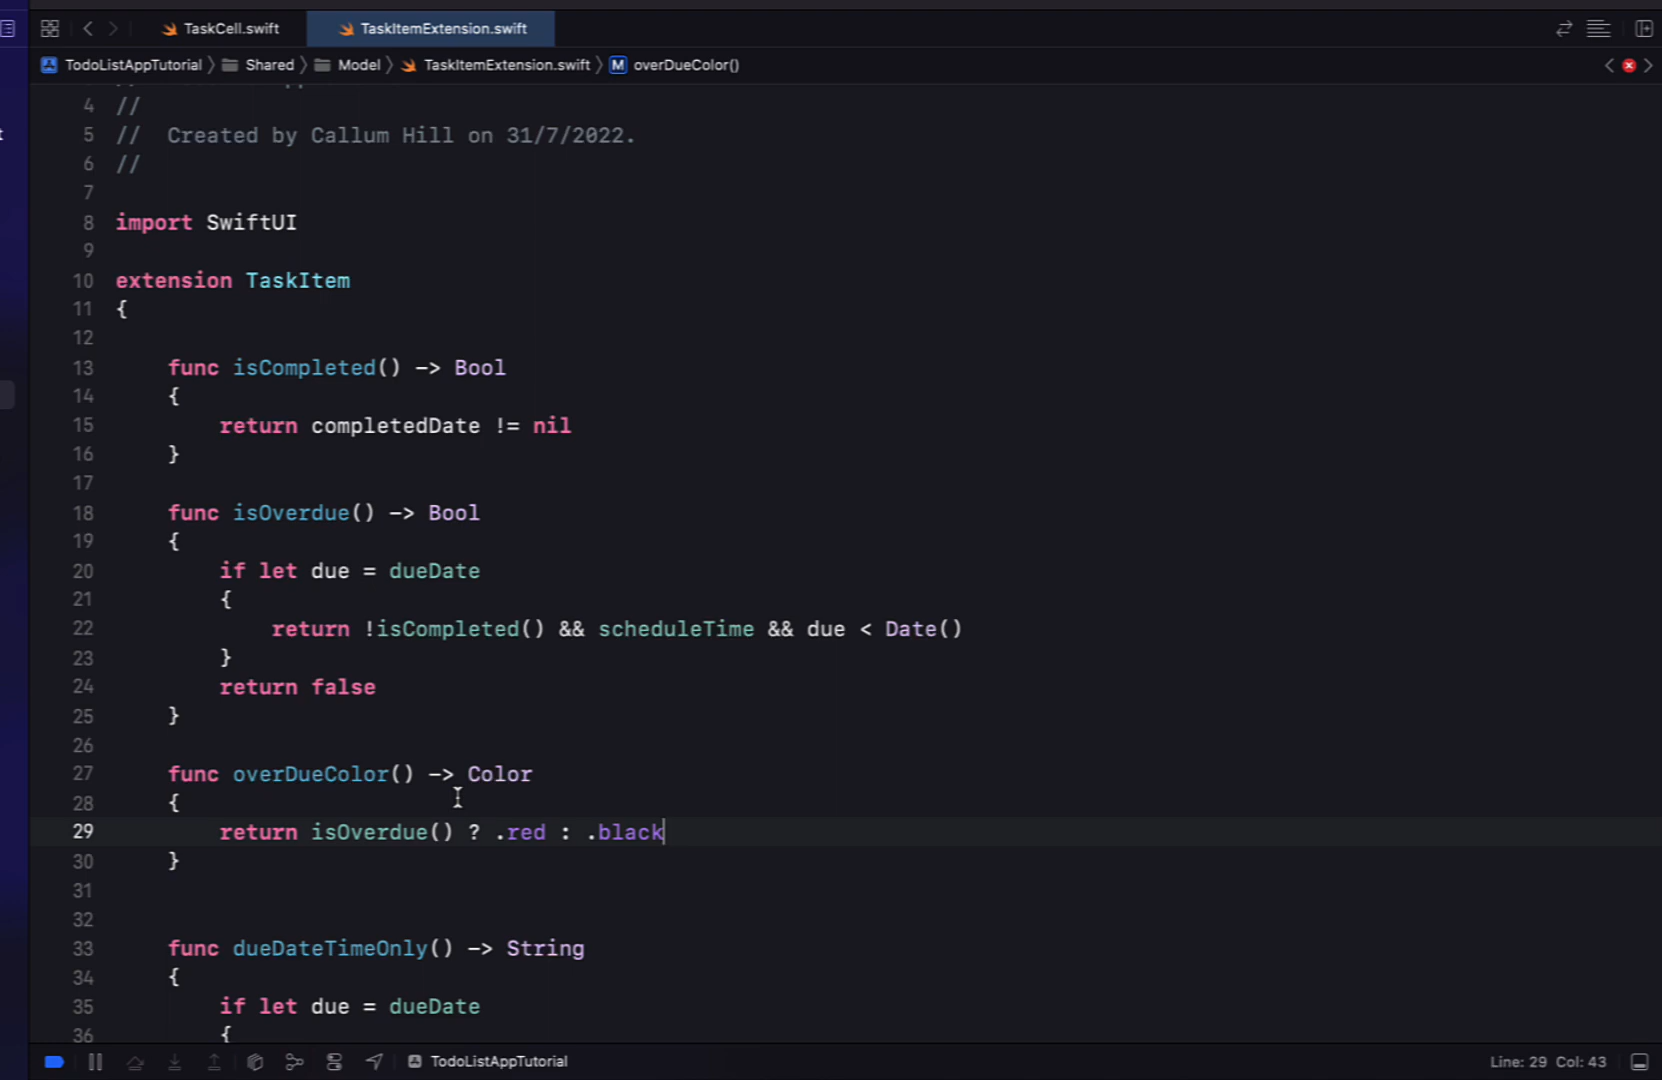 TaskCell.swift
TaskItemExtension.swift
TodoListAppTutorial
Shared
Model
TaskItemExtension.swift
M
overDueColor()
4 //
5 //  Created by Callum Hill on 31/7/2022.
6 //
7
8 import SwiftUI
9
10 extension TaskItem
11 {
12
13     func isCompleted() -> Bool
14     {
15         return completedDate != nil
16     }
17
18     func isOverdue() -> Bool
19     {
20         if let due = dueDate
21         {
22             return !isCompleted() && scheduleTime && due < Date()
23         }
24         return false
25     }
26
27     func overDueColor() -> Color
28     {
29         return isOverdue() ? .red : .black
30     }
31
32
33     func dueDateTimeOnly() -> String
34     {
35         if let due = dueDate
36         {
TodoListAppTutorial
Line: 29 Col: 43